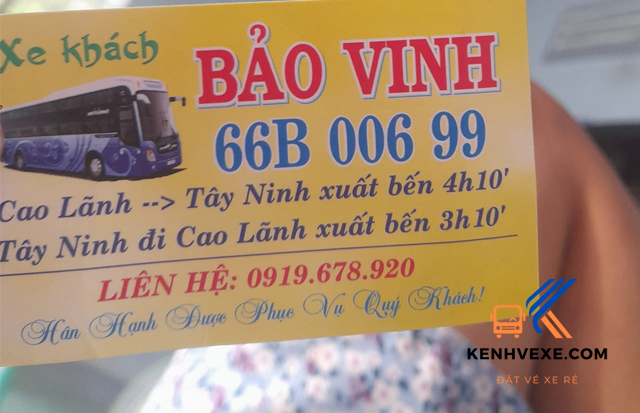 Xe khách
BẢO VINH
66B 006 99
Cao Lãnh --> Tây Ninh xuất bến 4h10'
Tây Ninh đi Cao Lãnh xuất bến 3h10'
LIÊN HỆ: 0919.678.920
Hân Hạnh Được Phục Vụ Quý Khách!
KENHVEXE.COM
ĐẶT VÉ XE RẺ